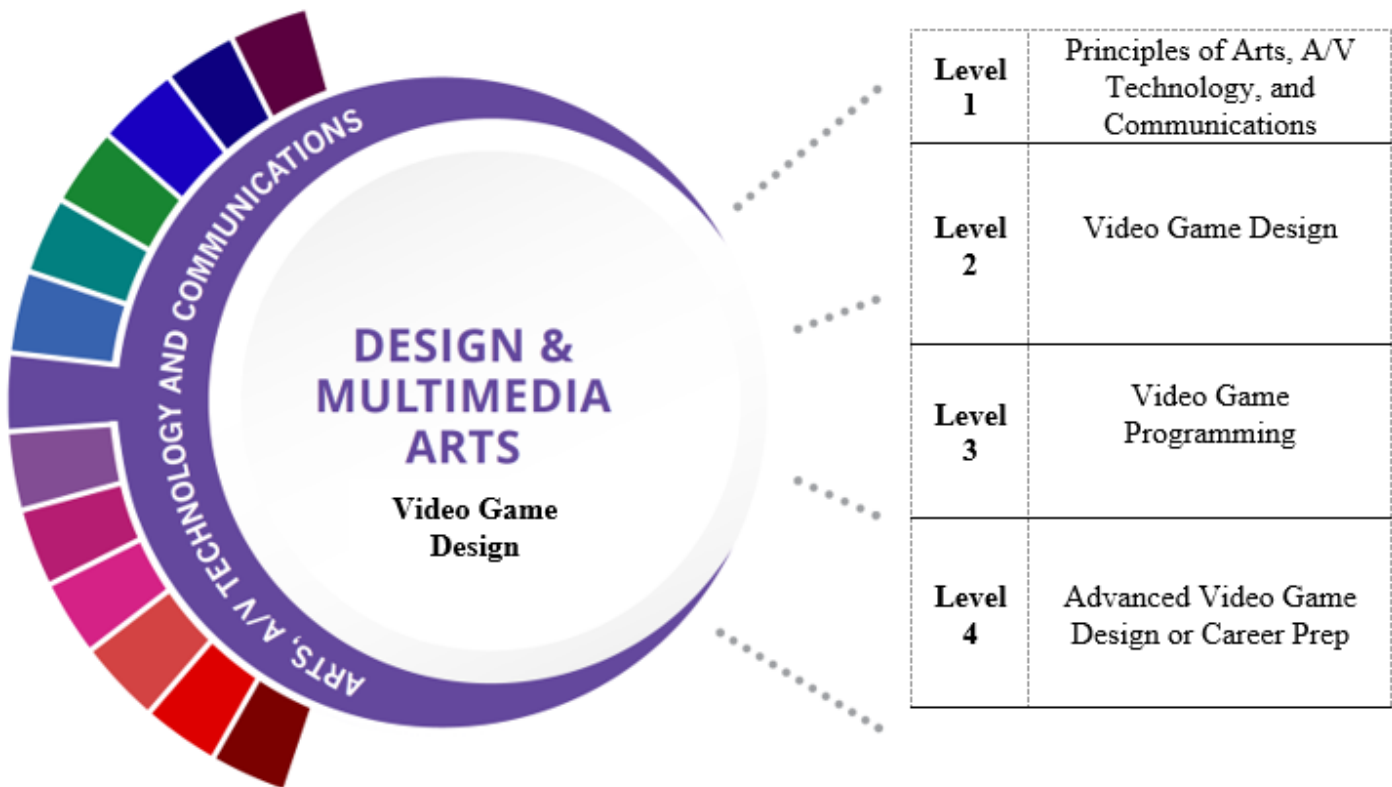 ARTS, A/V TECHNOLOGY AND COMMUNICATIONS
DESIGN &
MULTIMEDIA
ARTS
Video Game
Design
Level
1
Principles of Arts, A/V
Technology, and
Communications
Level
2
Video Game Design
Level
3
Video Game
Programming
Level
4
Advanced Video Game
Design or Career Prep